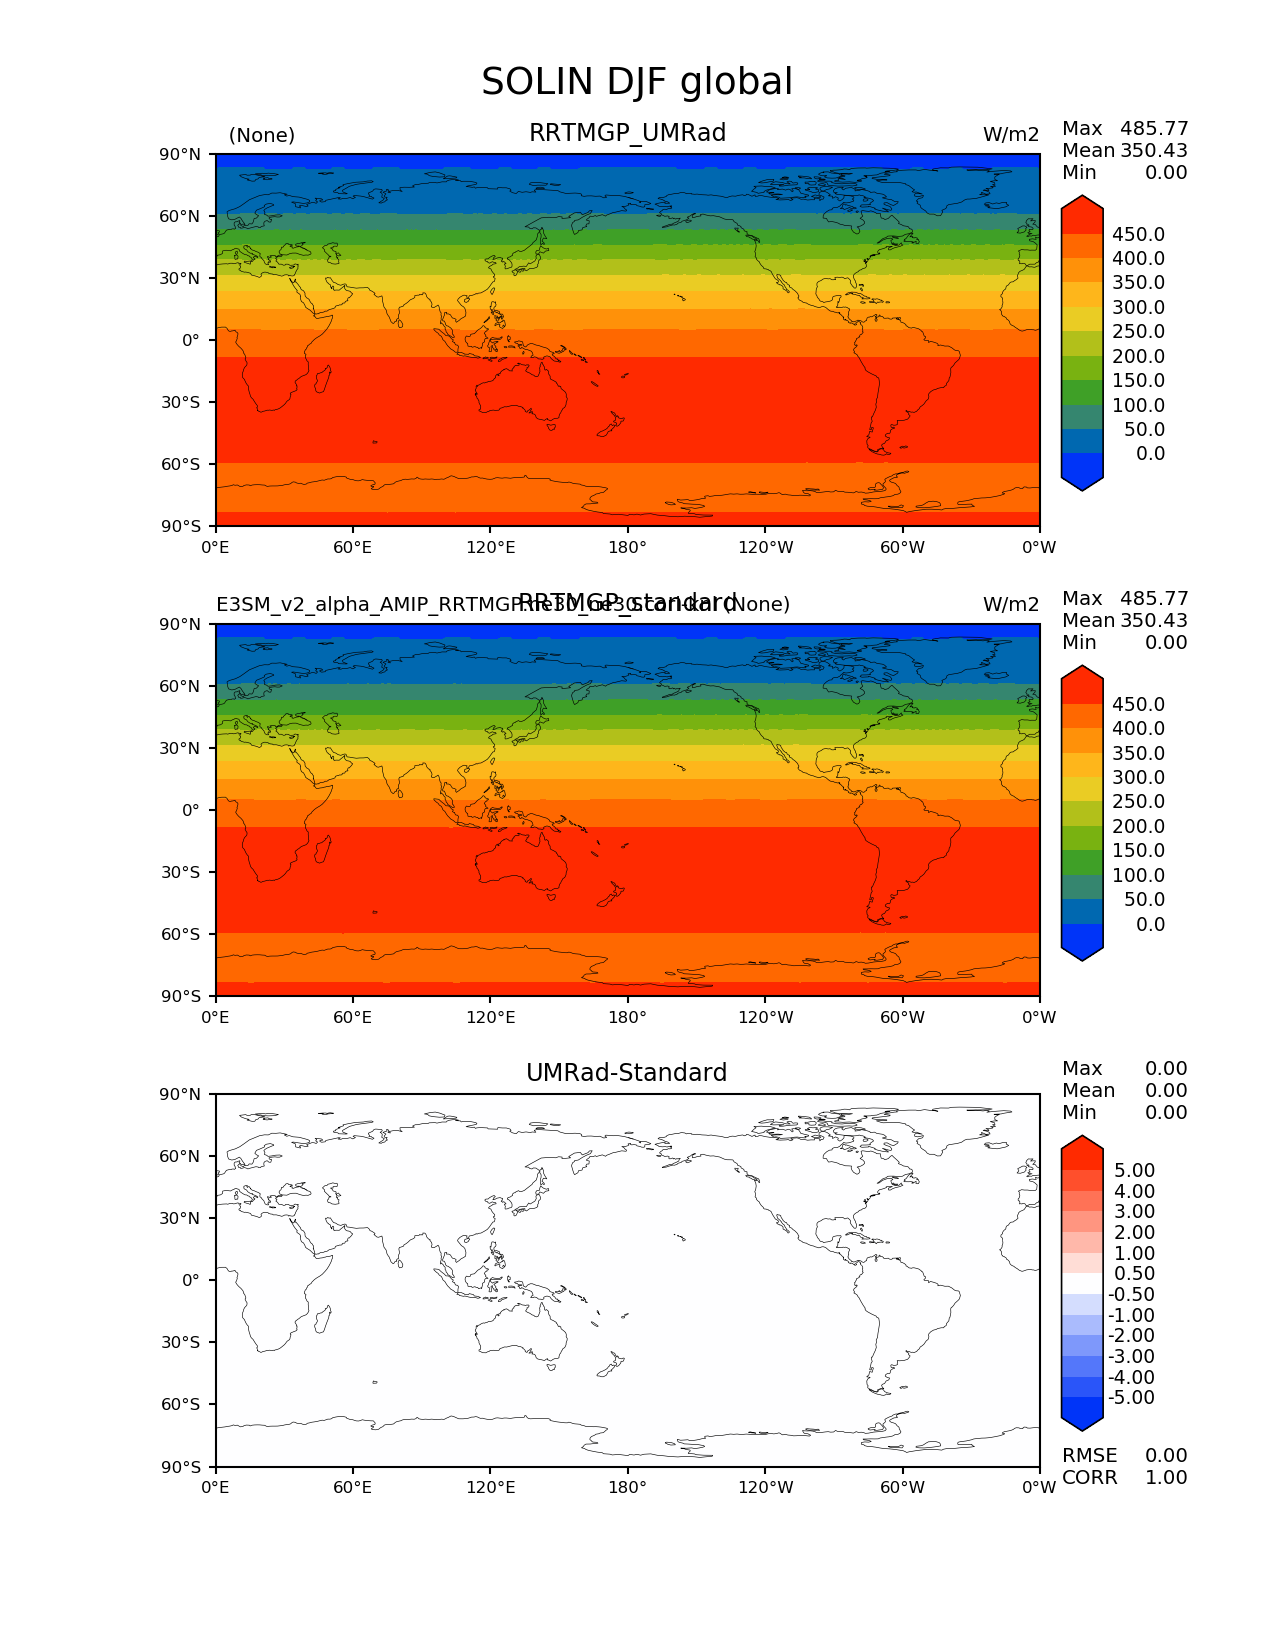 SOLIN DJF global
(None) RRTMGP_UMRad W/m2
Max 485.77
Mean 350.43
Min 0.00
90°N
60°N
30°N
0°
30°S
60°S
90°S
0°E 60°E 120°E 180° 120°W 60°W 0°W
450.0
400.0
350.0
300.0
250.0
200.0
150.0
100.0
50.0
0.0
E3SM_v2_alpha_AMIP_RRTMGP (None) RRTMGP_standard W/m2
Max 485.77
Mean 350.43
Min 0.00
90°N
60°N
30°N
0°
30°S
60°S
90°S
0°E 60°E 120°E 180° 120°W 60°W 0°W
450.0
400.0
350.0
300.0
250.0
200.0
150.0
100.0
50.0
0.0
UMRad-Standard
Max 0.00
Mean 0.00
Min 0.00
90°N
60°N
30°N
0°
30°S
60°S
90°S
0°E 60°E 120°E 180° 120°W 60°W 0°W
5.00
4.00
3.00
2.00
1.00
0.50
-0.50
-1.00
-2.00
-3.00
-4.00
-5.00
RMSE 0.00
CORR 1.00